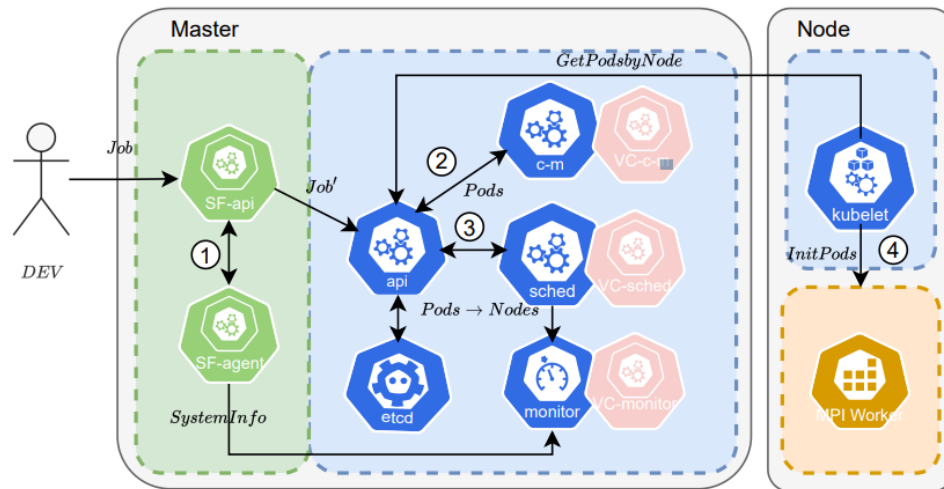 Master
Node
GetPodsbyNode
Job
SF-api
Job′
2
Pods
c-m
VC-c-
kubelet
1
3
InitPods
4
DEV
api
sched
VC-sched
Pods → Nodes
SF-agent
SystemInfo
etcd
monitor
VC-monitor
MPI Worker